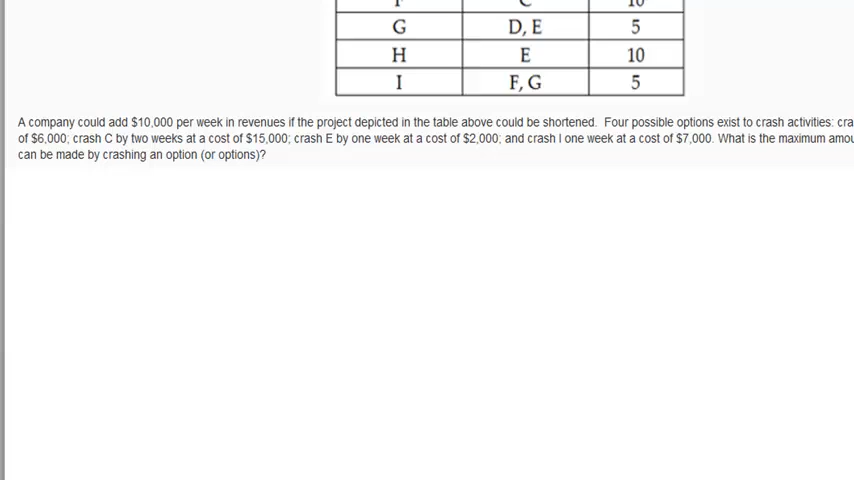 F C 10
G D, E 5
H E 10
I F, G 5
A company could add $10,000 per week in revenues if the project depicted in the table above could be shortened. Four possible options exist to crash activities: cra
of $6,000; crash C by two weeks at a cost of $15,000; crash E by one week at a cost of $2,000; and crash I one week at a cost of $7,000. What is the maximum amou
can be made by crashing an option (or options)?